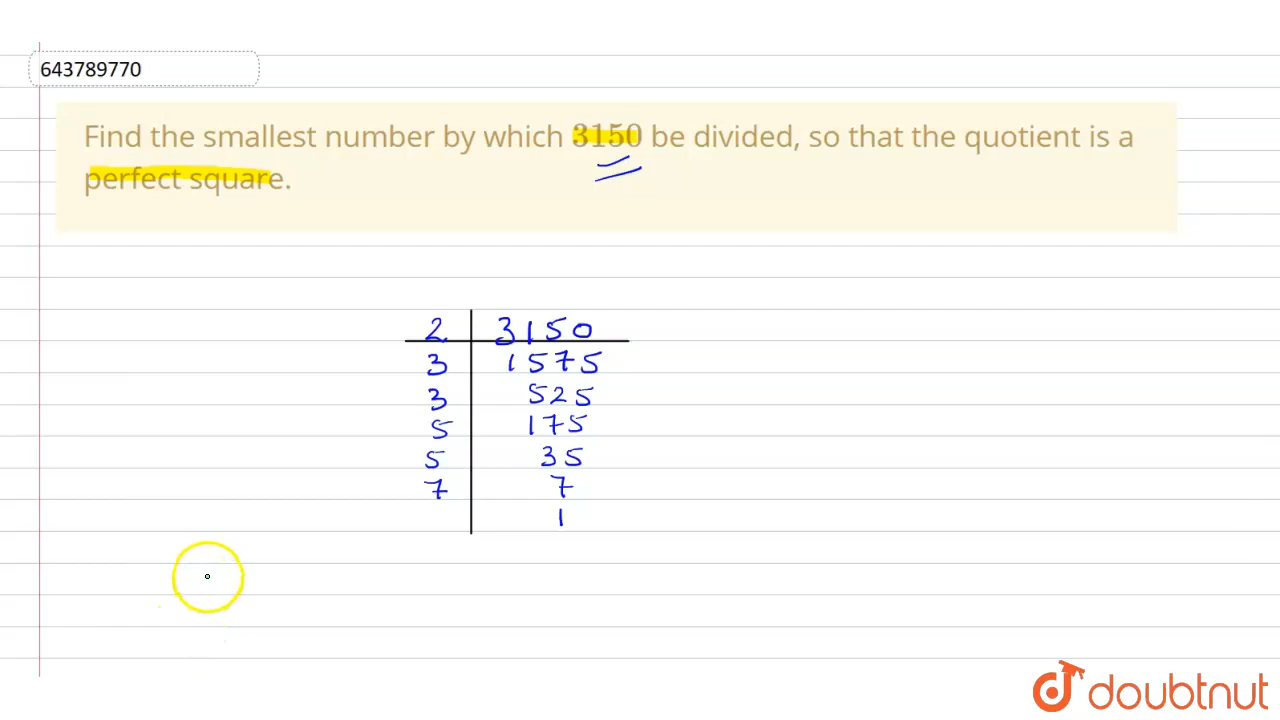 643789770
Find the smallest number by which 3150 be divided, so that the quotient is a
perfect square.
2 3150
3 1575
3 525
5 175
5 35
7 7
1
doubtnut